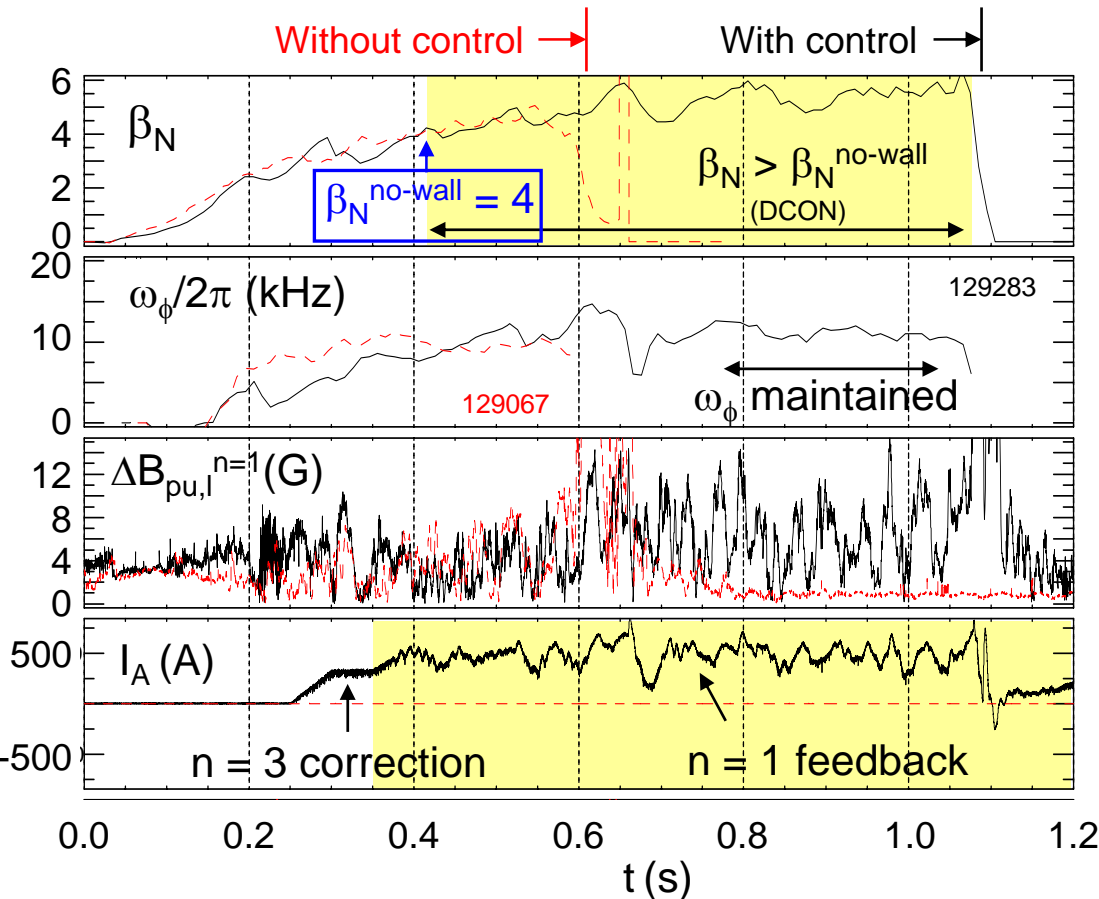 Without control
With control
6
4
2
0
β_N
β_N^no-wall = 4
β_N > β_N^no-wall
(DCON)
20
10
0
ω_ϕ/2π (kHz)
129283
129067
ω_ϕ maintained
12
8
4
0
ΔB_pu,l^n=1 (G)
500
-500
I_A (A)
n = 3 correction
n = 1 feedback
0.0 0.2 0.4 0.6 0.8 1.0 1.2
t (s)